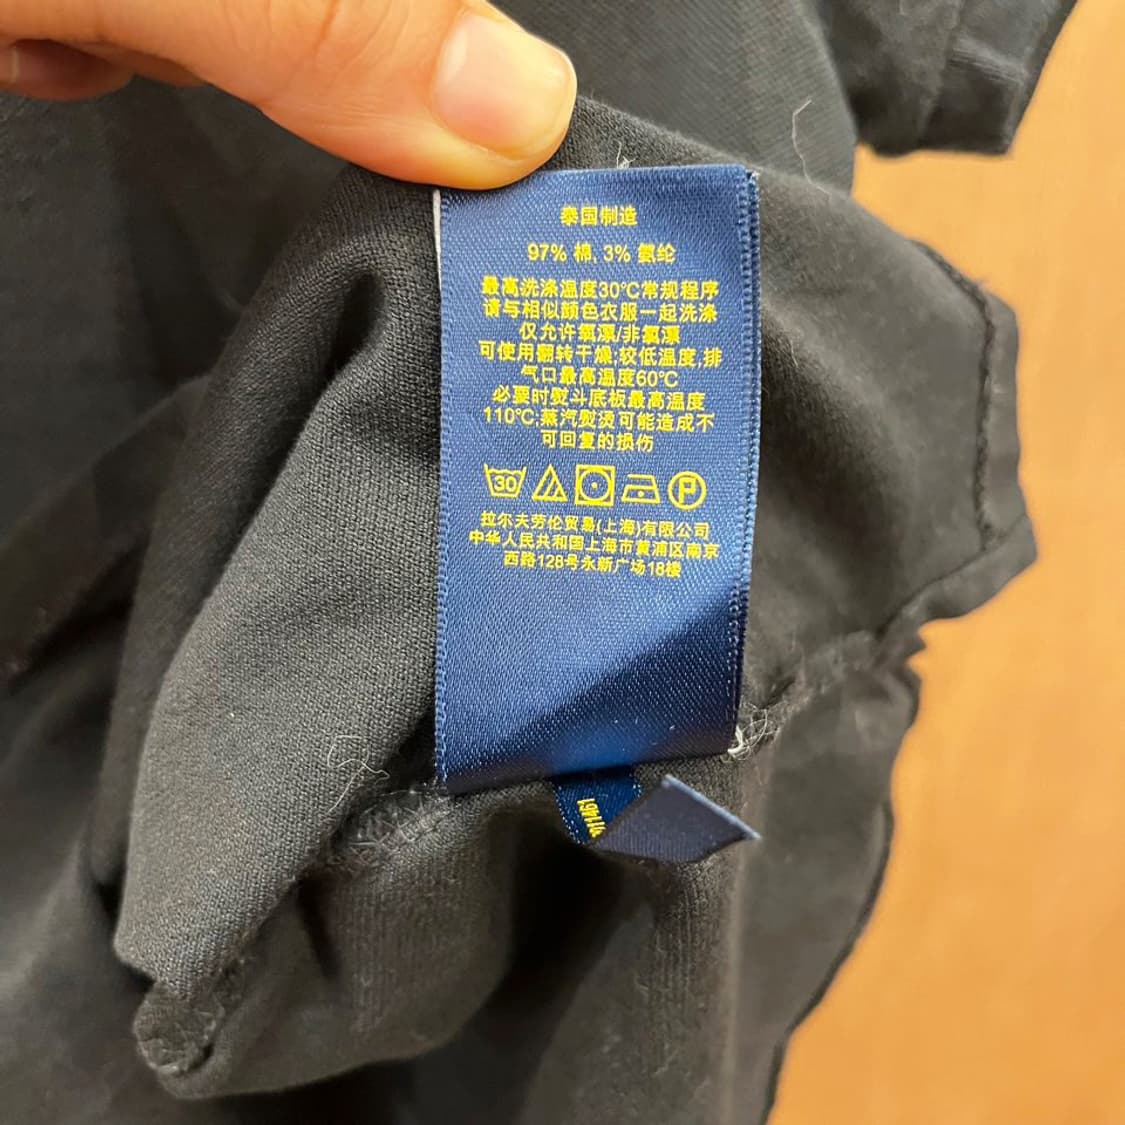 泰国制造
97% 棉, 3% 氨纶
最高洗涤温度30℃常规程序
请与相似颜色衣服一起洗涤
仅允许氧漂/非氯漂
可使用翻转干燥;较低温度,排
气口最高温度60℃
必要时熨斗底板最高温度
110℃;蒸汽熨烫可能造成不
可回复的损伤
30 P
拉尔夫劳伦贸易(上海)有限公司
中华人民共和国上海市黄浦区南京
西路128号永新广场18楼